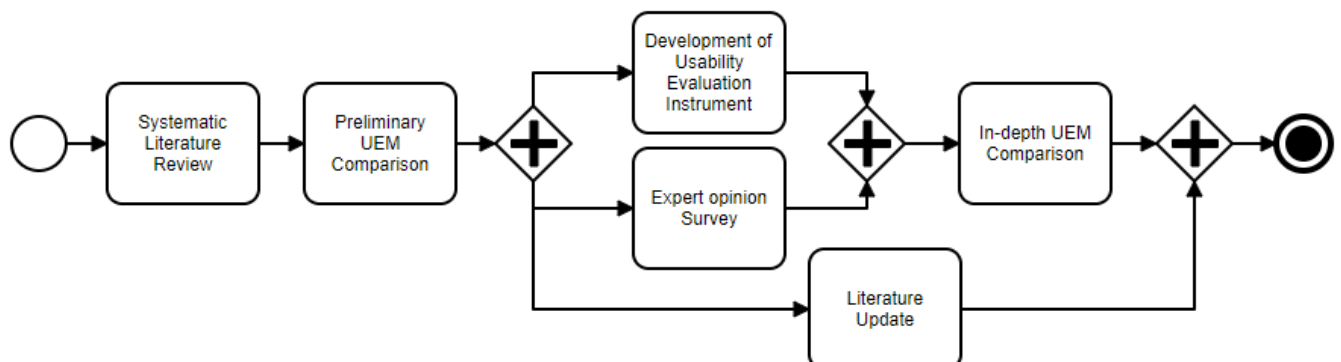 Systematic
Literature
Review
Preliminary
UEM
Comparison
Development of
Usability
Evaluation
Instrument
Expert opinion
Survey
In-depth UEM
Comparison
Literature
Update